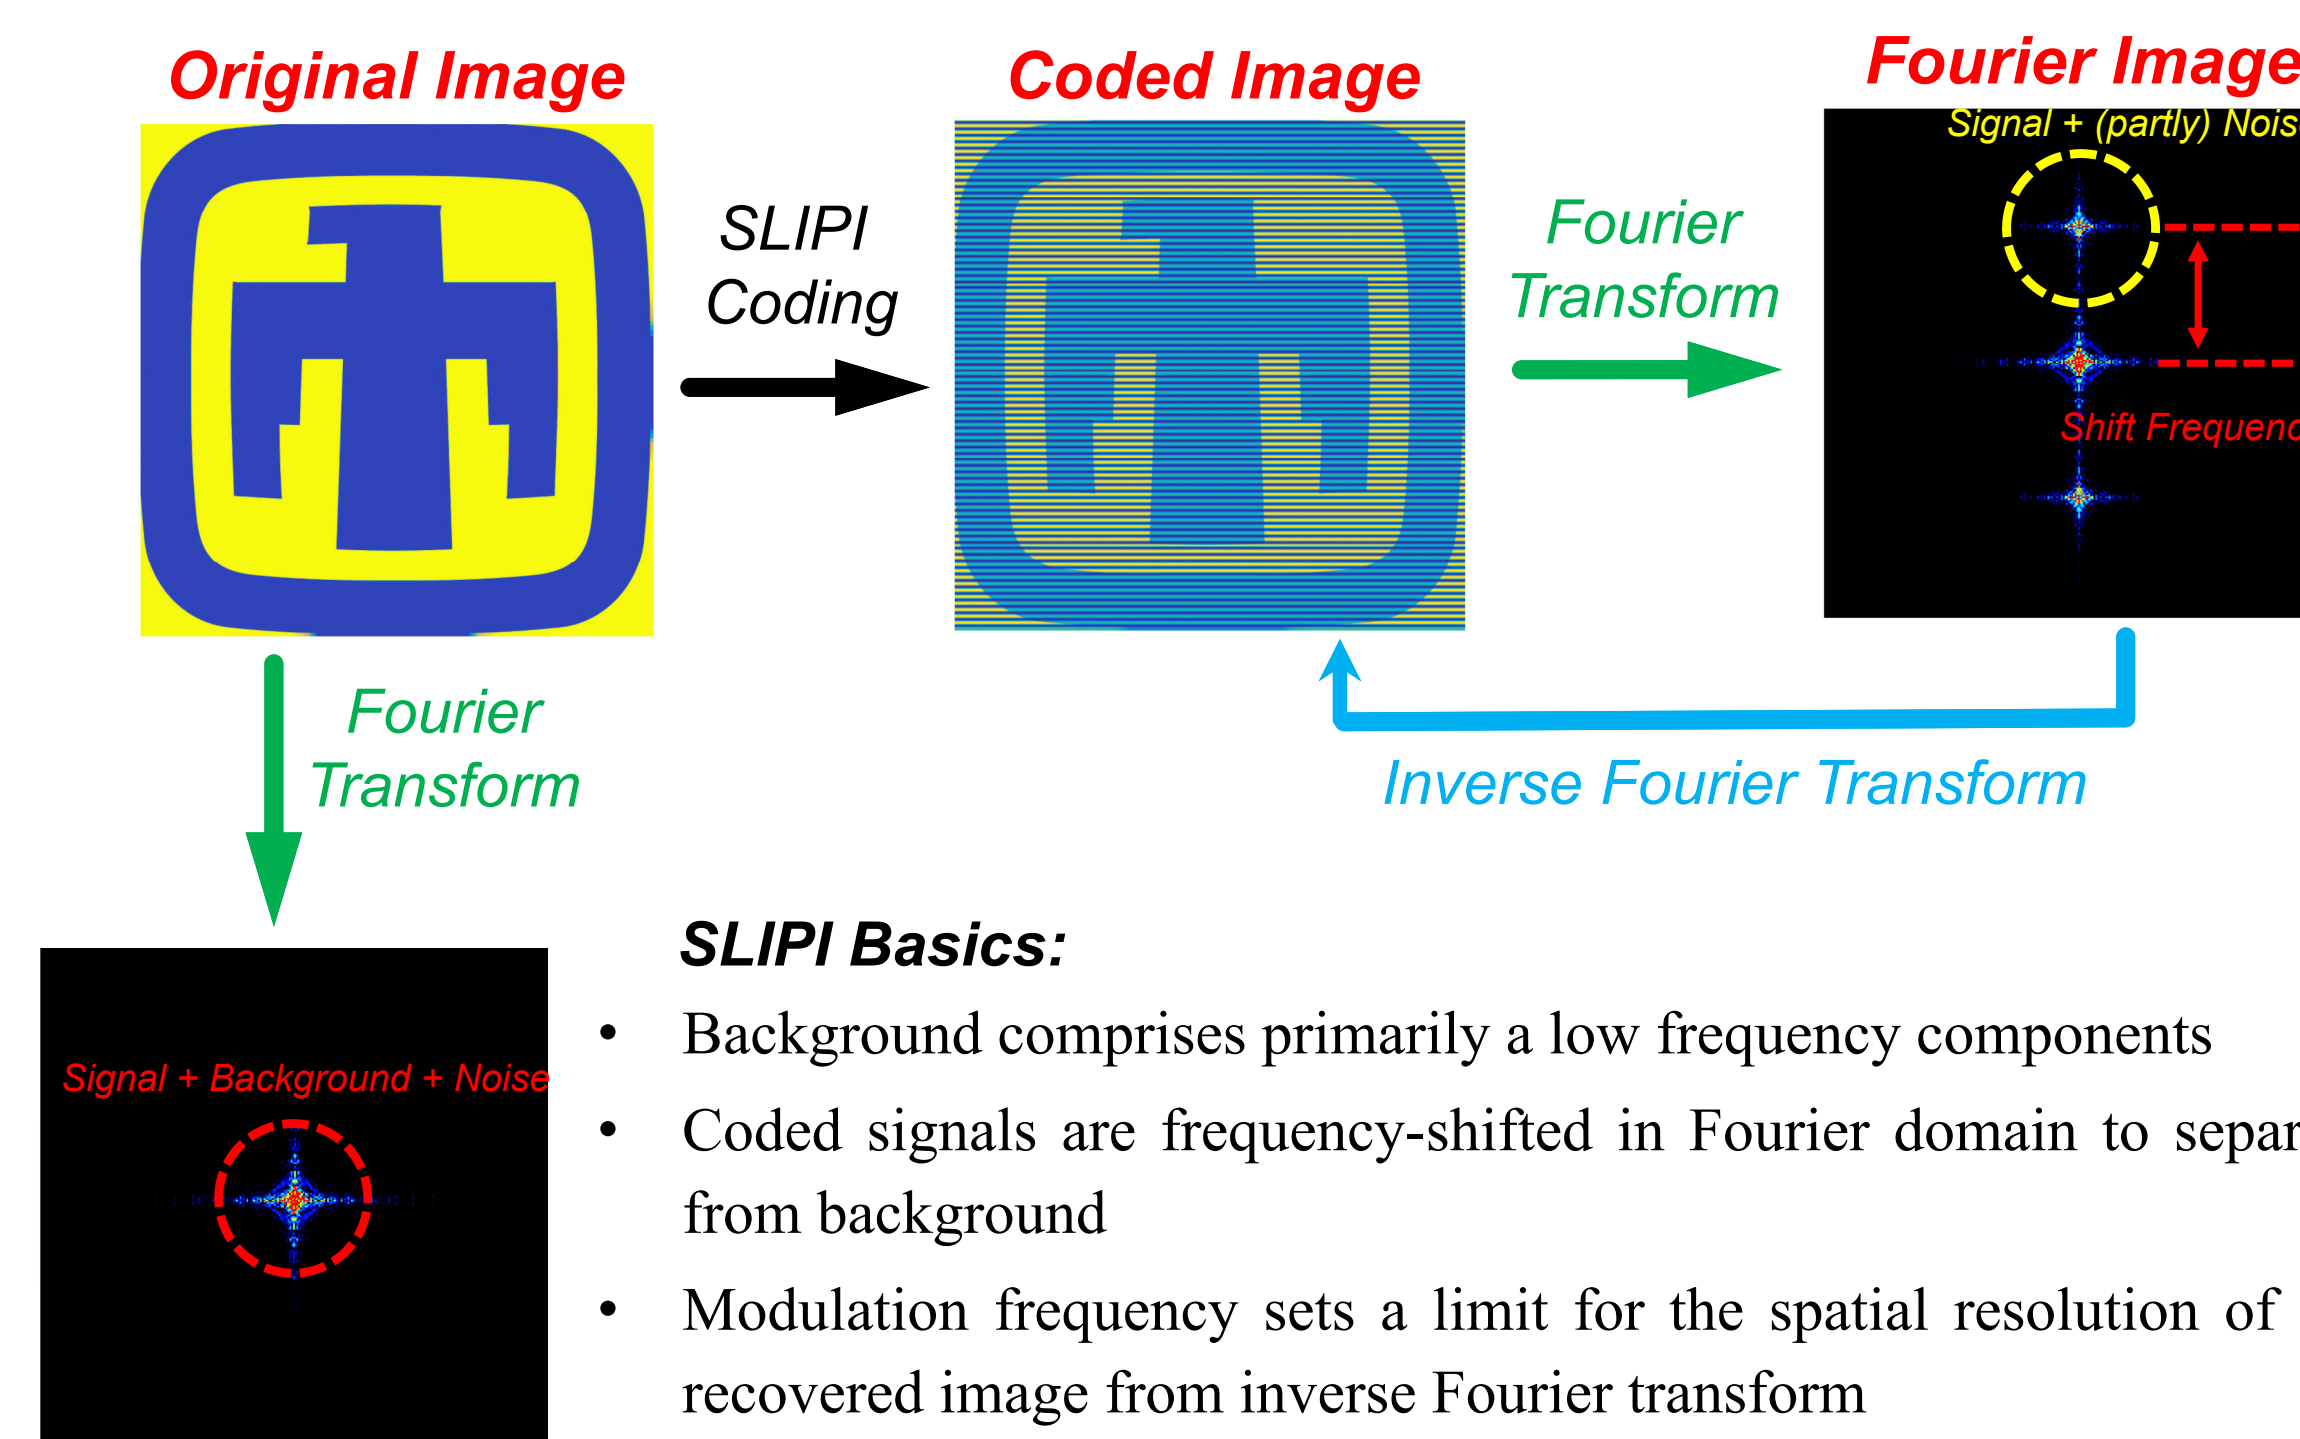 Original Image
Coded Image
Fourier Image
Signal + (partly) Nois
SLIPI
Coding
Fourier
Transform
Shift Frequenc
Fourier
Transform
Inverse Fourier Transform
SLIPI Basics:
Signal + Background + Noise
• Background comprises primarily a low frequency components
• Coded signals are frequency-shifted in Fourier domain to separ
from background
• Modulation frequency sets a limit for the spatial resolution of
recovered image from inverse Fourier transform